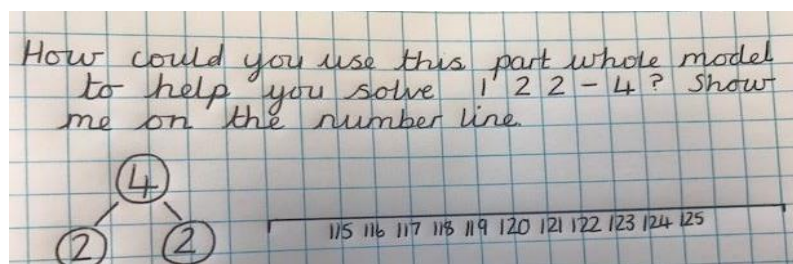 How could you use this part whole model
to help you solve 122 - 4? Show
me on the number line.
4
2 2
115 116 117 118 119 120 121 122 123 124 125